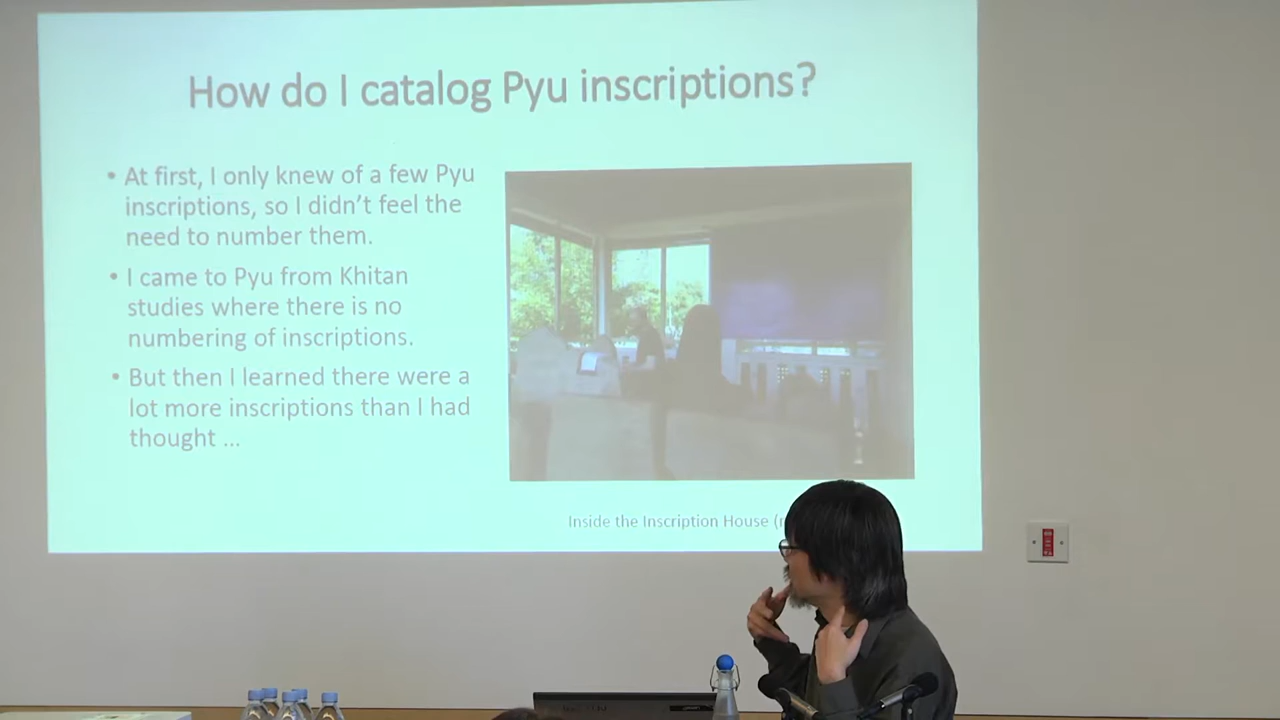 How do I catalog Pyu inscriptions?
• At first, I only knew of a few Pyu
inscriptions, so I didn't feel the
need to number them.
• I came to Pyu from Khitan
studies where there is no
numbering of inscriptions.
• But then I learned there were a
lot more inscriptions than I had
thought ...
Inside the Inscription House